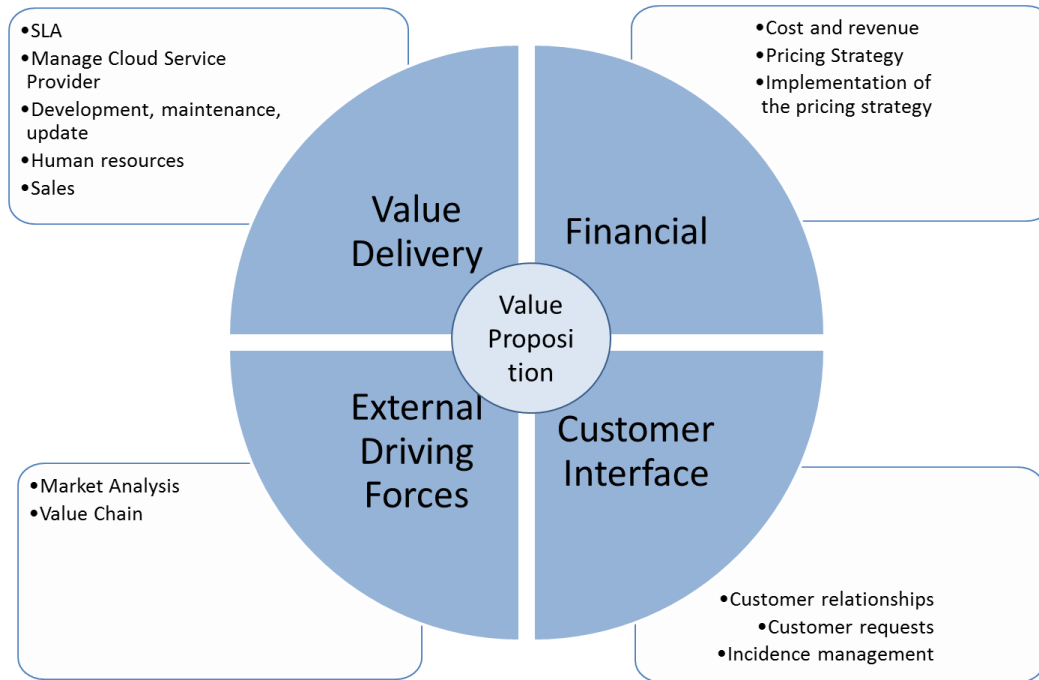 •SLA
•Manage Cloud Service
Provider
•Development, maintenance,
update
•Human resources
•Sales
•Cost and revenue
•Pricing Strategy
•Implementation of
the pricing strategy
Value
Delivery
Financial
Value
Proposi
tion
External
Driving
Forces
Customer
Interface
•Market Analysis
•Value Chain
•Customer relationships
•Customer requests
•Incidence management